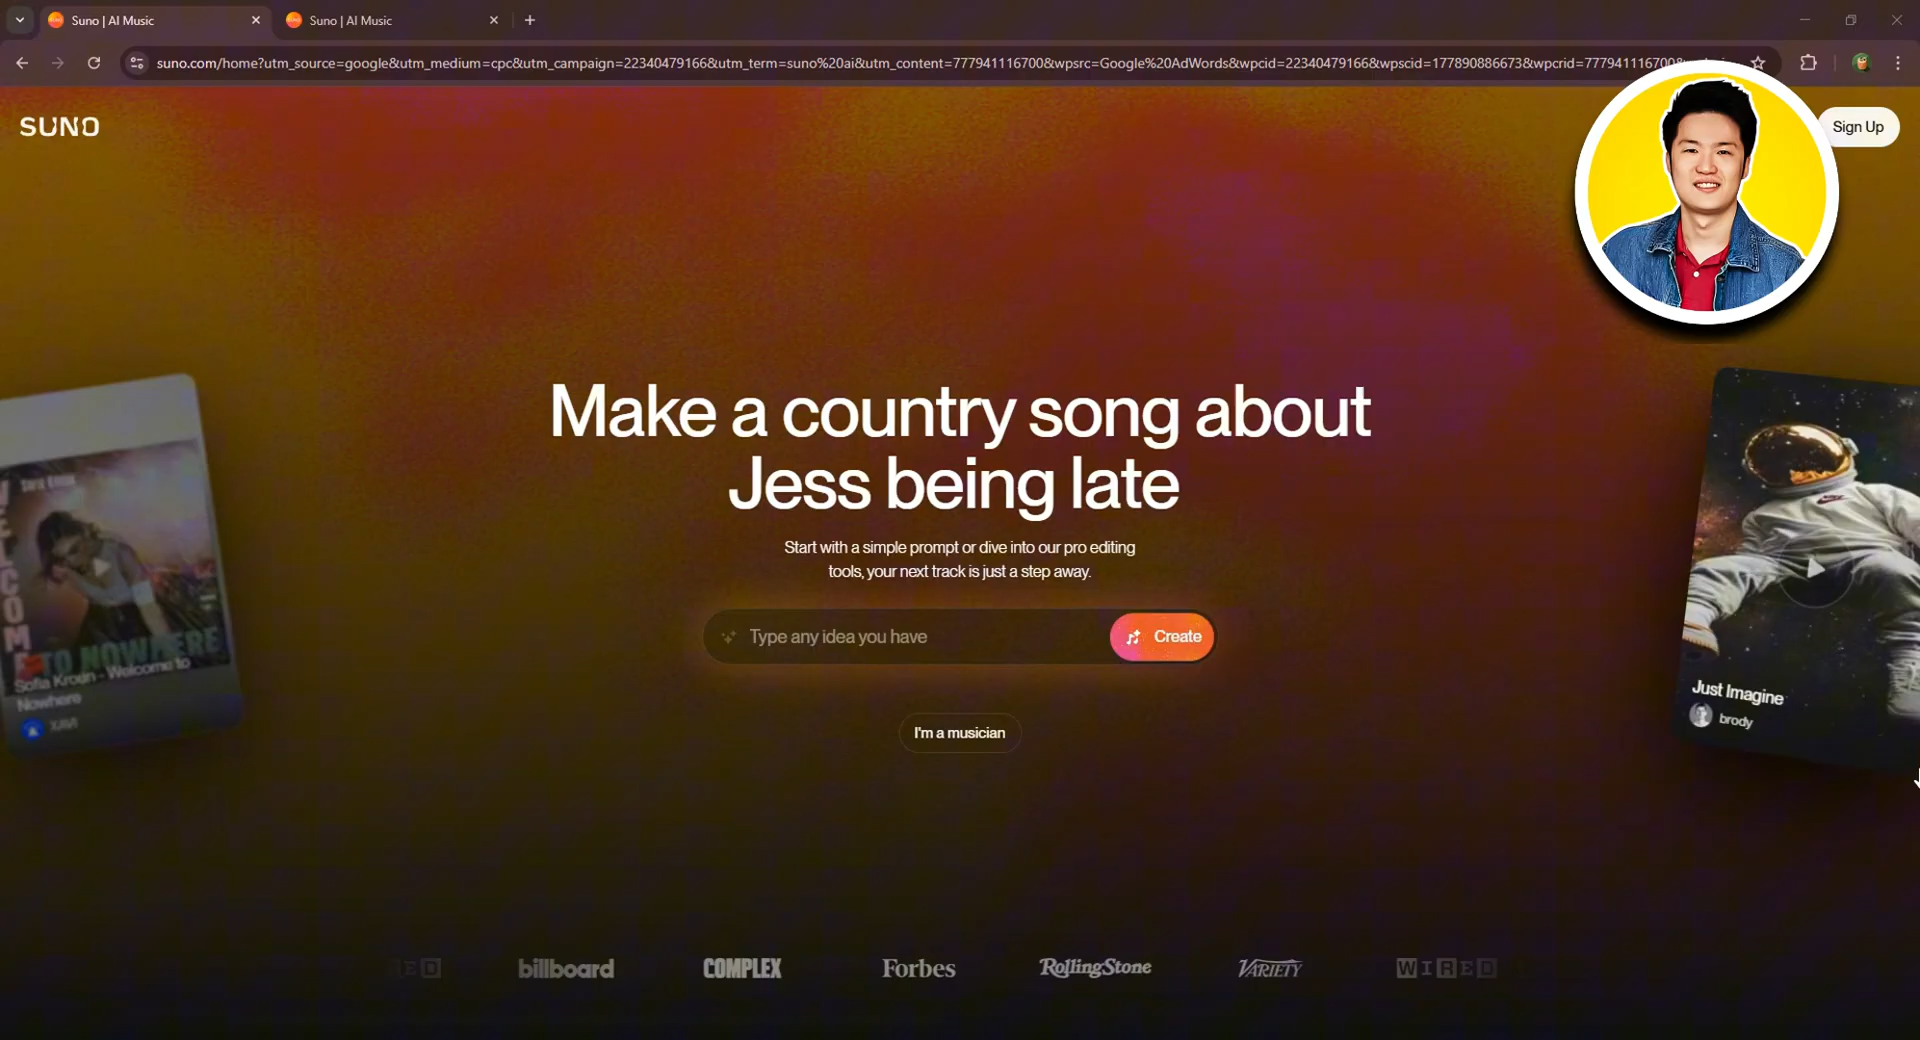 Suno | AI Music
Suno | AI Music
suno.com/home?utm_source=google&utm_medium=cpc&utm_campaign=22340479166&utm_term=suno%20ai&utm_content=777941116700&wpsrc=Google%20AdWords&wpcid=22340479166&wpscid=177890886673&wpcrid=777941116700
SUNO
Sign Up
Make a country song about
Jess being late
Start with a simple prompt or dive into our pro editing
tools, your next track is just a step away.
Type any idea you have
Create
I'm a musician
WELCOME
TO NOWHERE
Sofia Kroun - Welcome to
Nowhere
XAVI
Just Imagine
brody
billboard
COMPLEX
Forbes
RollingStone
VARIETY
WIRED